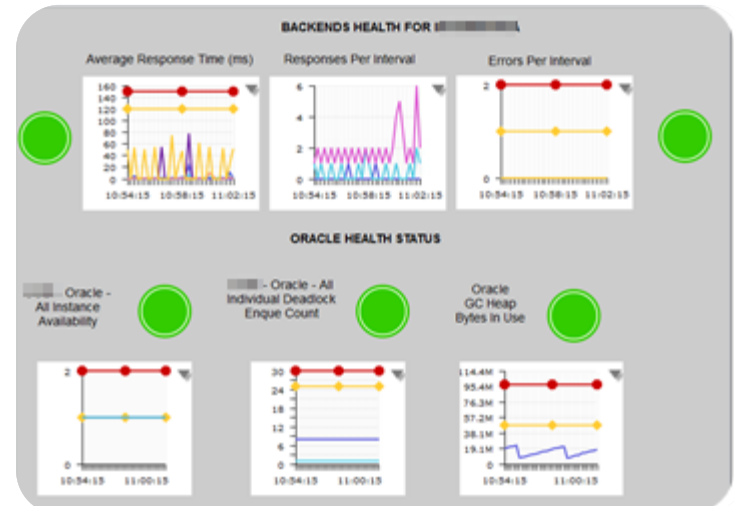 BACKENDS HEALTH FOR
Average Response Time (ms)
Responses Per Interval
Errors Per Interval
160
140
120
100
80
60
40
20
0
10:54:15 10:58:15 11:02:15
6
4
2
0
10:54:15 10:58:15 11:02:15
2
0
10:54:15 10:58:15 11:02:15
ORACLE HEALTH STATUS
Oracle -
All Instance
Availability
- Oracle - All
Individual Deadlock
Enque Count
Oracle
GC Heap
Bytes In Use
2
0
10:54:15 11:00:15
30
24
18
12
6
0
10:54:15 11:00:15
114.4M
95.4M
76.3M
57.2M
38.1M
19.1M
0
10:54:15 11:00:15